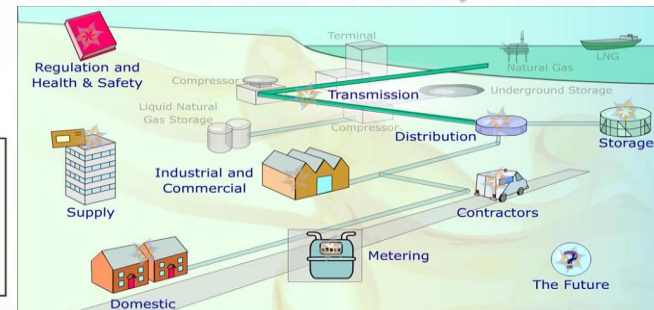 Terminal
Regulation and
Health & Safety
Natural Gas
LNG
Compressor
Transmission
Underground Storage
Liquid Natural
Gas Storage
Compressor
Distribution
Storage
Industrial and
Commercial
Supply
Contractors
Metering
The Future
Domestic
?